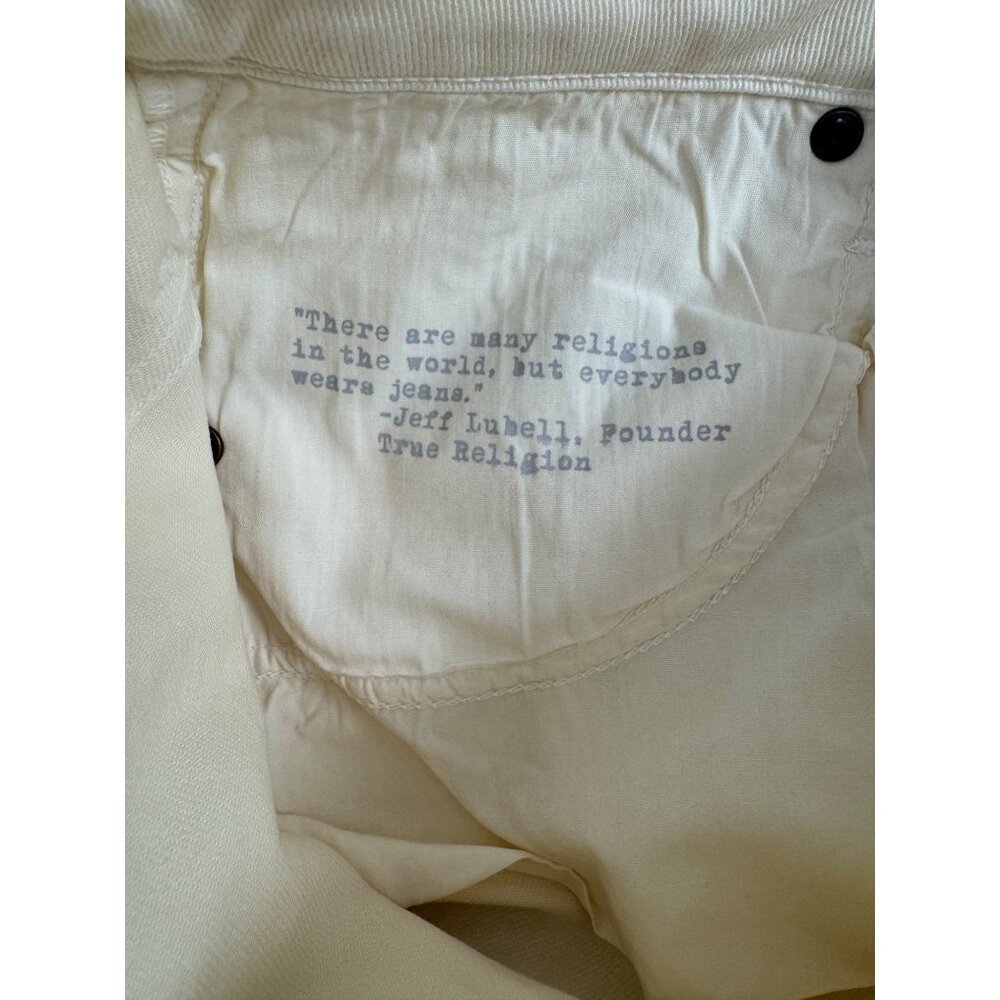 "There are many religions
in the world, but everybody
wears jeans."
-Jeff Lubell, Founder
True Religion